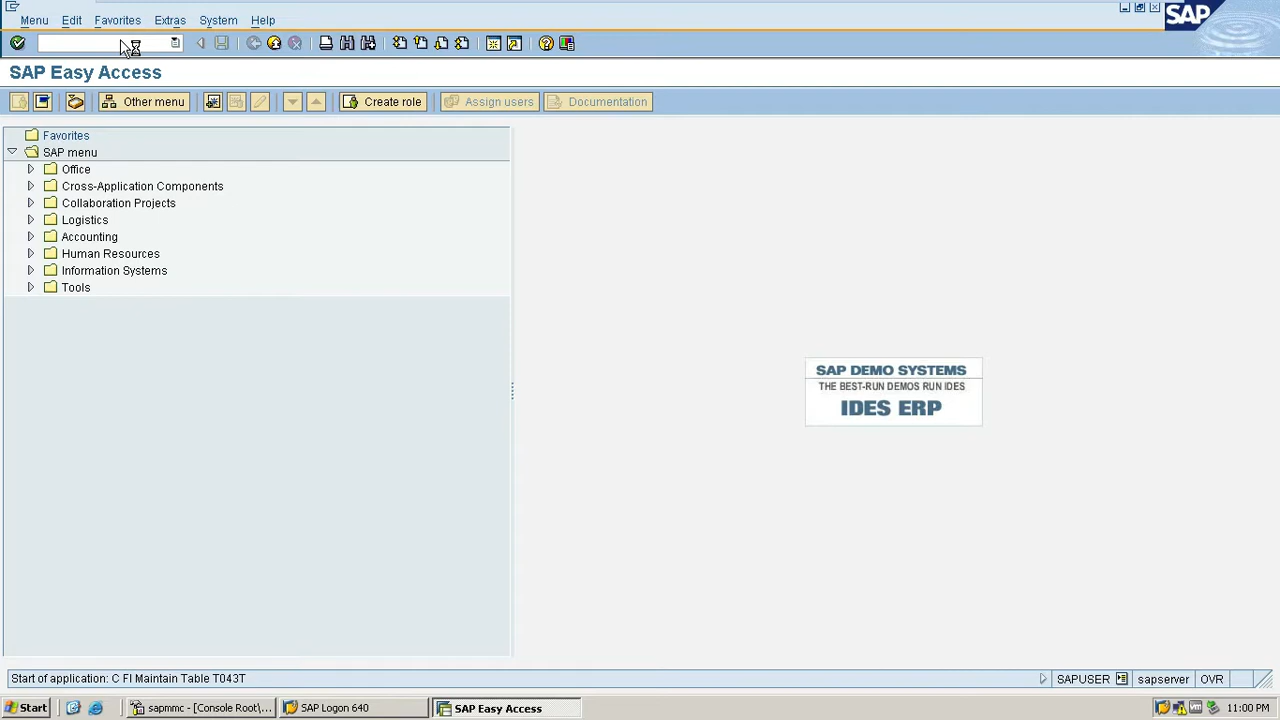 Menu Edit Favorites Extras System Help
SAP
SAP Easy Access
Other menu Create role Assign users Documentation
Favorites
SAP menu
Office
Cross-Application Components
Collaboration Projects
Logistics
Accounting
Human Resources
Information Systems
Tools
SAP DEMO SYSTEMS
THE BEST-RUN DEMOS RUN IDES
IDES ERP
Start of application: C FI Maintain Table T043T
SAPUSER sapserver OVR
Start sapmmc - [Console Root\... SAP Logon 640 SAP Easy Access 11:00 PM